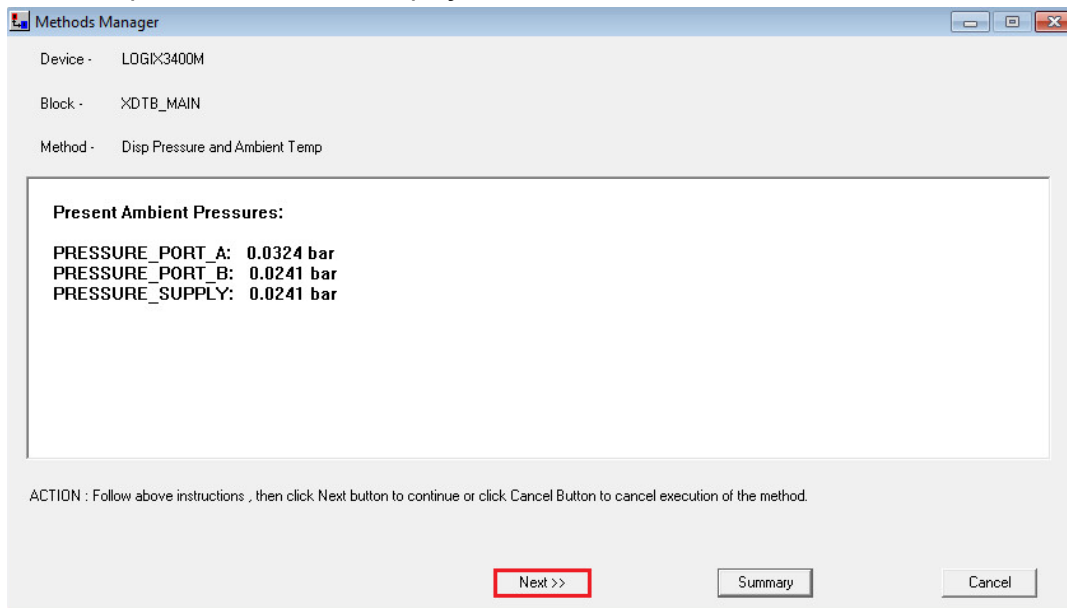 Methods Manager
Device - LOGIX3400M
Block - XDTB_MAIN
Method - Disp Pressure and Ambient Temp
Present Ambient Pressures:
PRESSURE_PORT_A: 0.0324 bar
PRESSURE_PORT_B: 0.0241 bar
PRESSURE_SUPPLY: 0.0241 bar
ACTION : Follow above instructions , then click Next button to continue or click Cancel Button to cancel execution of the method.
Next >> Summary Cancel